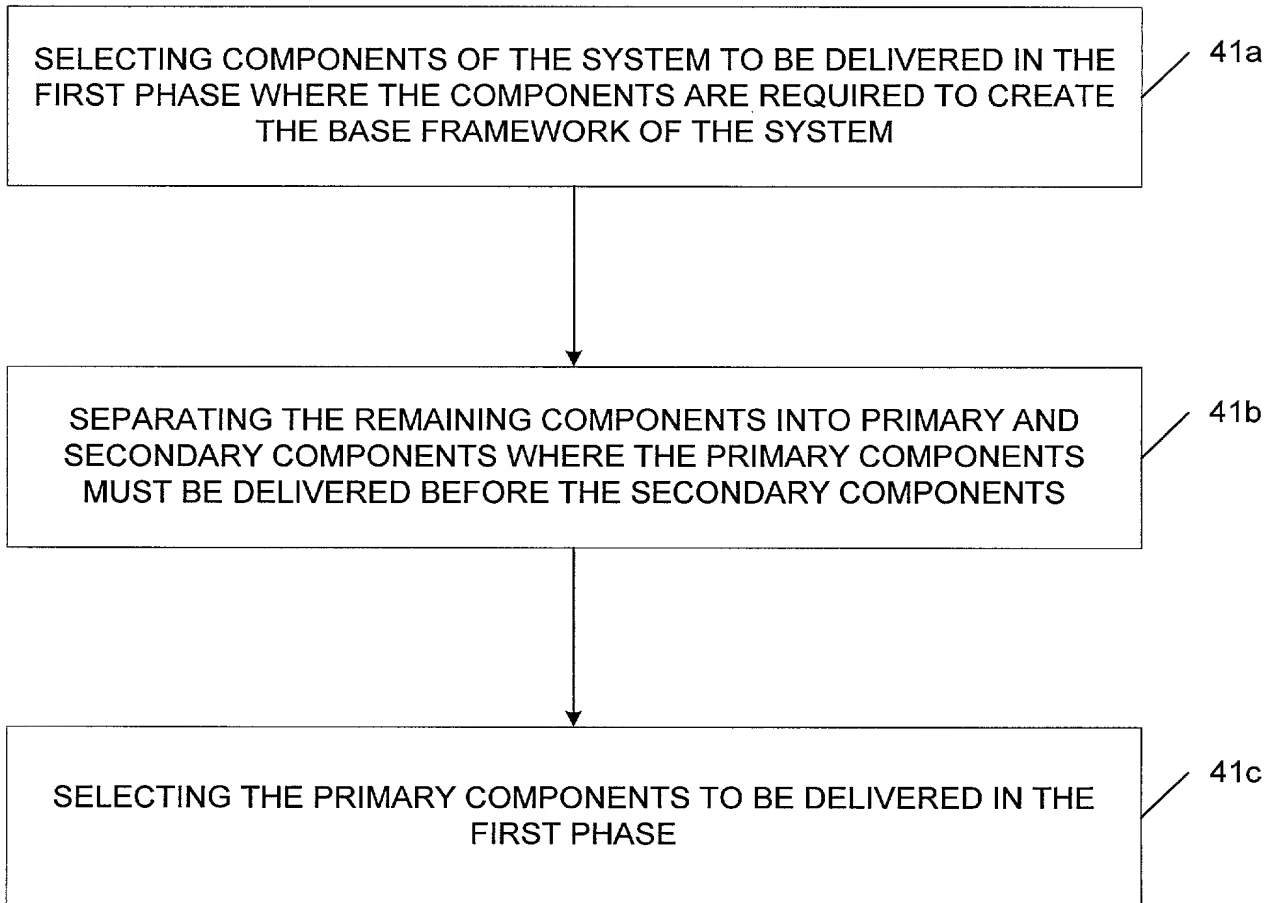 SELECTING COMPONENTS OF THE SYSTEM TO BE DELIVERED IN THE
FIRST PHASE WHERE THE COMPONENTS ARE REQUIRED TO CREATE
THE BASE FRAMEWORK OF THE SYSTEM
41a
SEPARATING THE REMAINING COMPONENTS INTO PRIMARY AND
SECONDARY COMPONENTS WHERE THE PRIMARY COMPONENTS
MUST BE DELIVERED BEFORE THE SECONDARY COMPONENTS
41b
SELECTING THE PRIMARY COMPONENTS TO BE DELIVERED IN THE
FIRST PHASE
41c